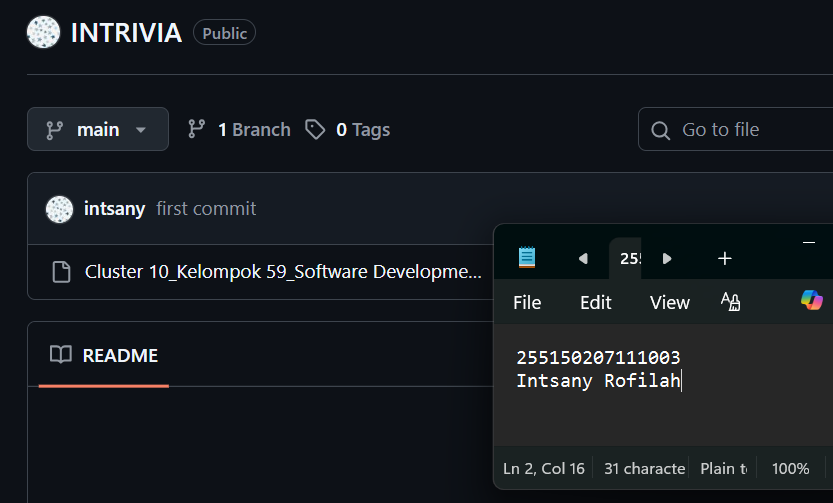 INTRIVIA Public
main 1 Branch 0 Tags Go to file
intsany first commit
Cluster 10_Kelompok 59_Software Developme...
README
25!
File Edit View
255150207111003
Intsany Rofilah
Ln 2, Col 16 31 characte Plain t 100%